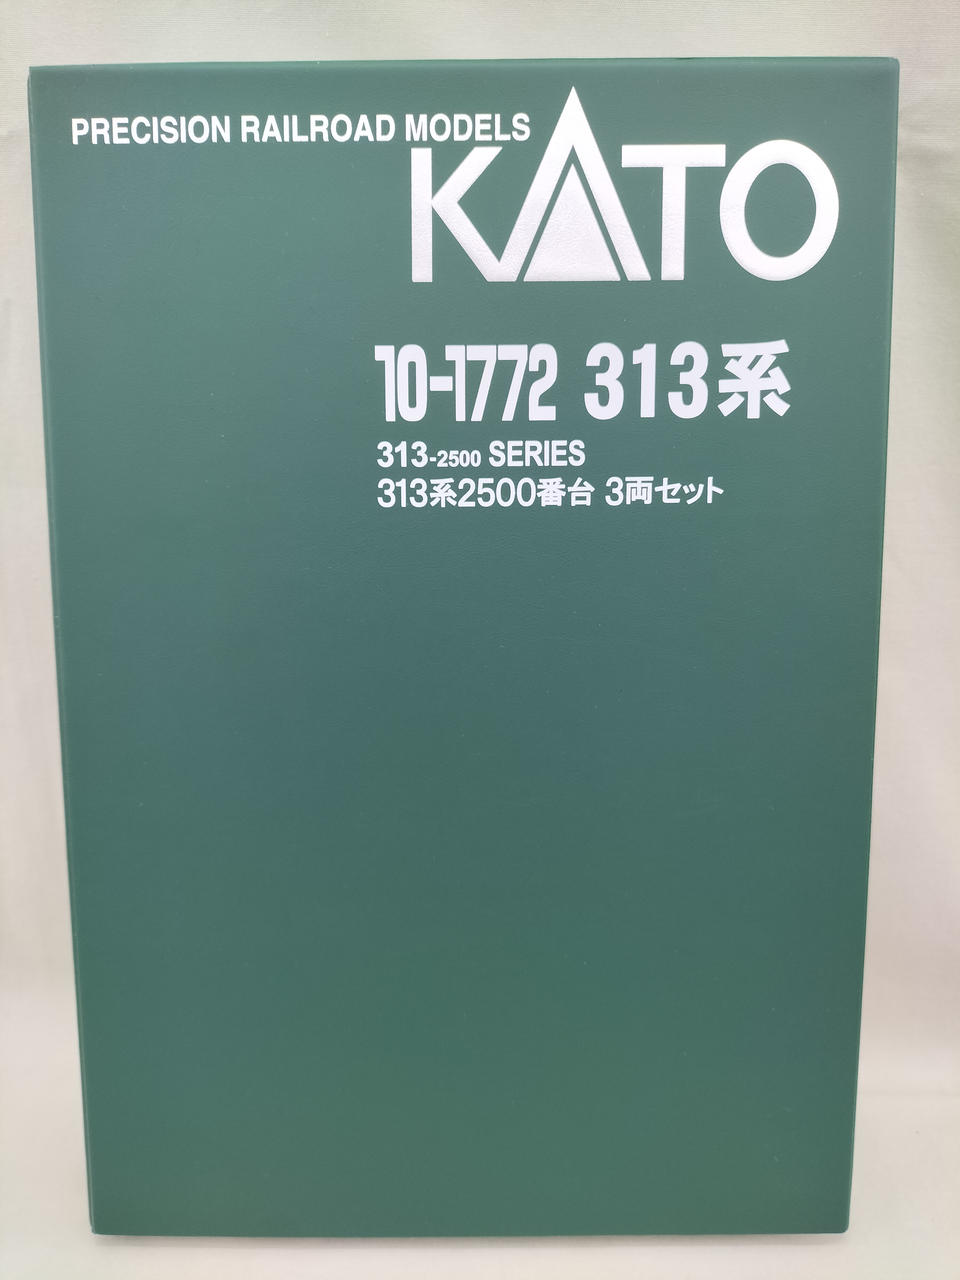 PRECISION RAILROAD MODELS
KATO
10-1772 313系
313-2500 SERIES
313系2500番台 3両セット